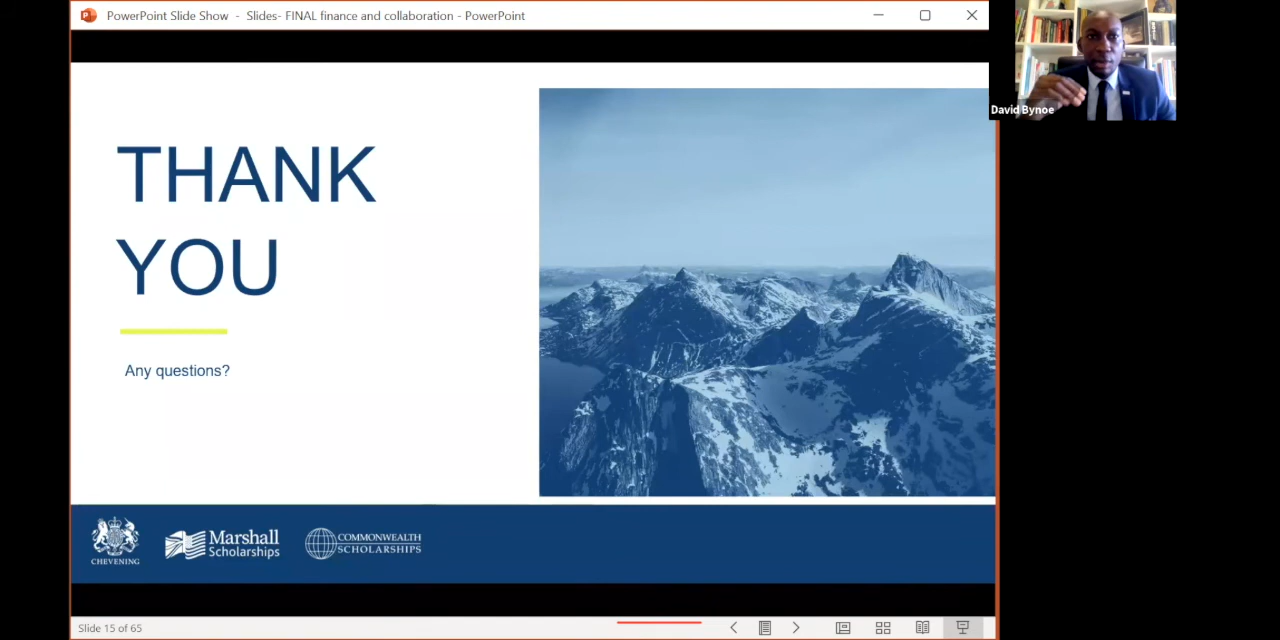 PowerPoint Slide Show - Slides- FINAL finance and collaboration - PowerPoint
David Bynoe
THANK
YOU
Any questions?
CHEVENING
Marshall
Scholarships
COMMONWEALTH
SCHOLARSHIPS
Slide 15 of 65